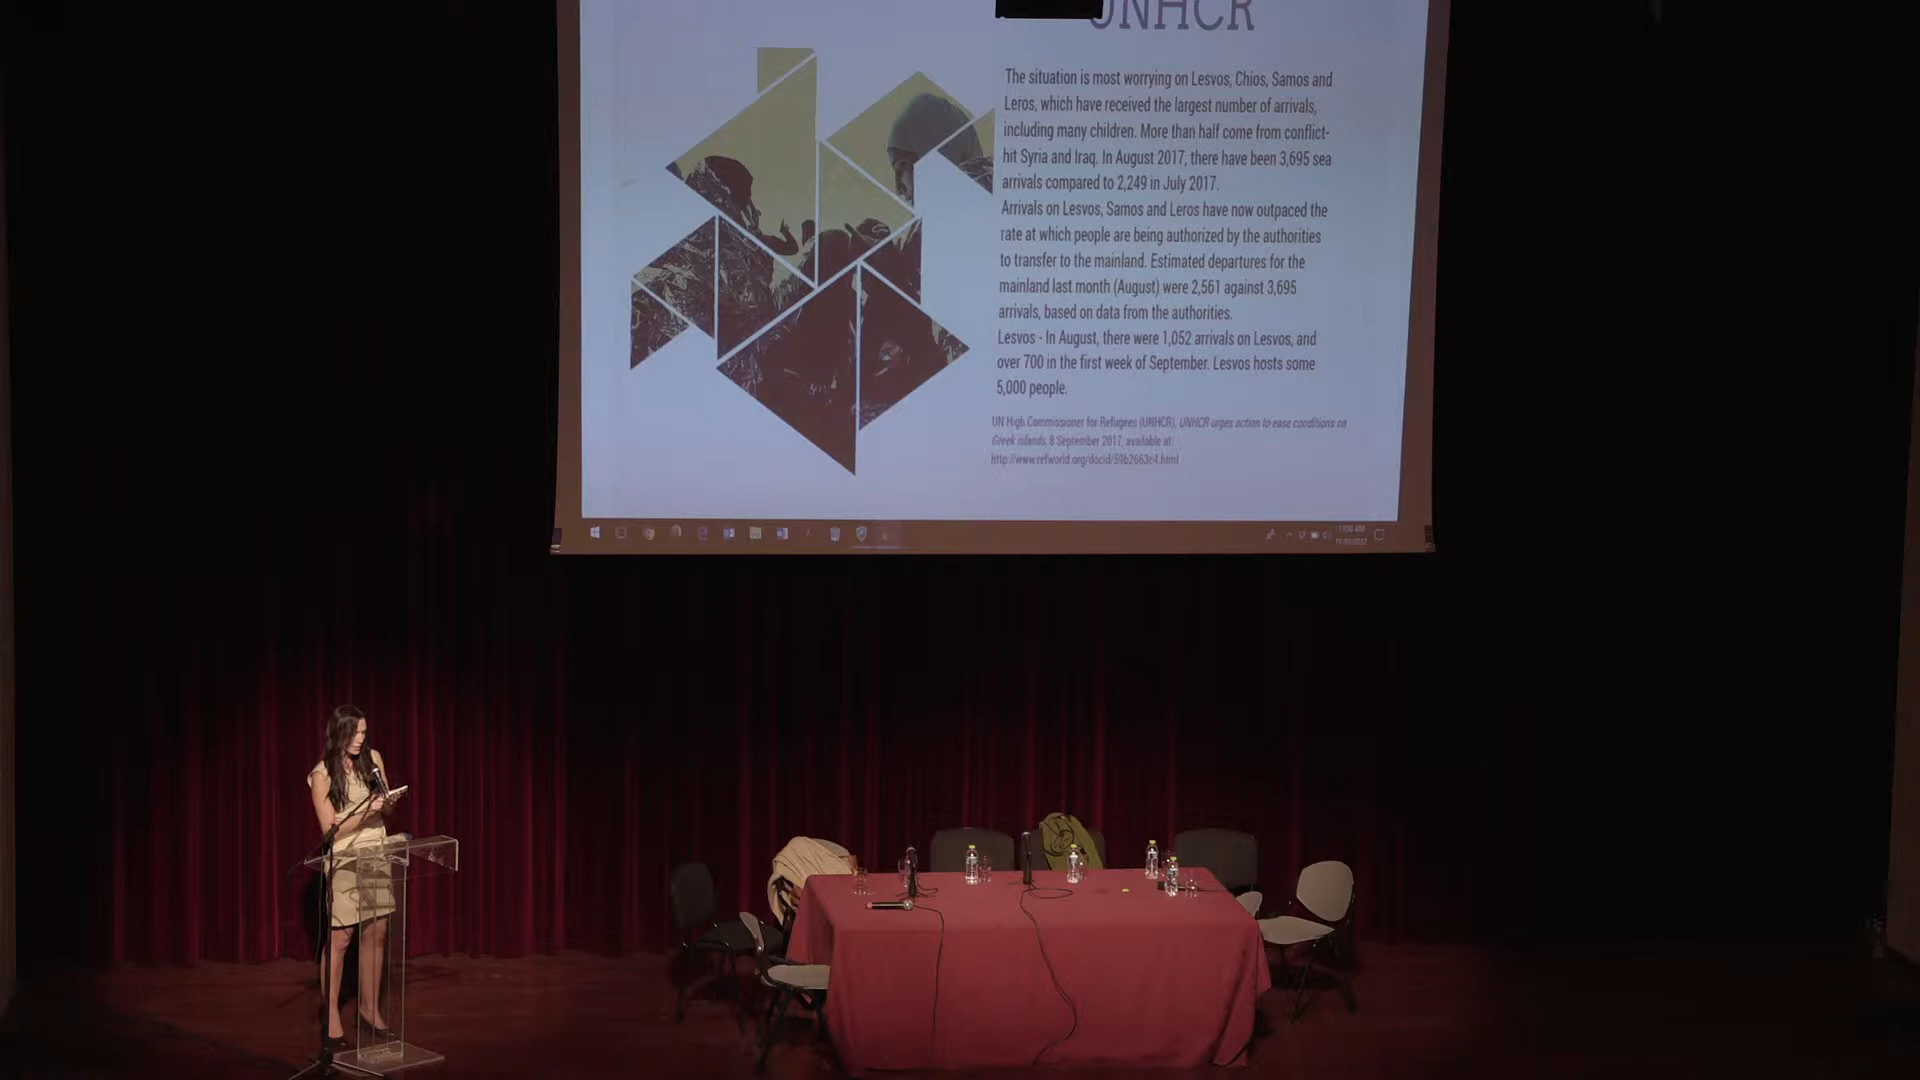 UNHCR
The situation is most worrying on Lesvos, Chios, Samos and
Leros, which have received the largest number of arrivals,
including many children. More than half come from conflict-
hit Syria and Iraq. In August 2017, there have been 3,695 sea
arrivals compared to 2,249 in July 2017.
Arrivals on Lesvos, Samos and Leros have now outpaced the
rate at which people are being authorized by the authorities
to transfer to the mainland. Estimated departures for the
mainland last month (August) were 2,561 against 3,695
arrivals, based on data from the authorities.
Lesvos - In August, there were 1,052 arrivals on Lesvos, and
over 700 in the first week of September. Lesvos hosts some
5,000 people.
UN High Commissioner for Refugees (UNHCR), UNHCR urges action to ease conditions on
Greek islands, 8 September 2017, available at:
http://www.refworld.org/docid/59b2663c4.html